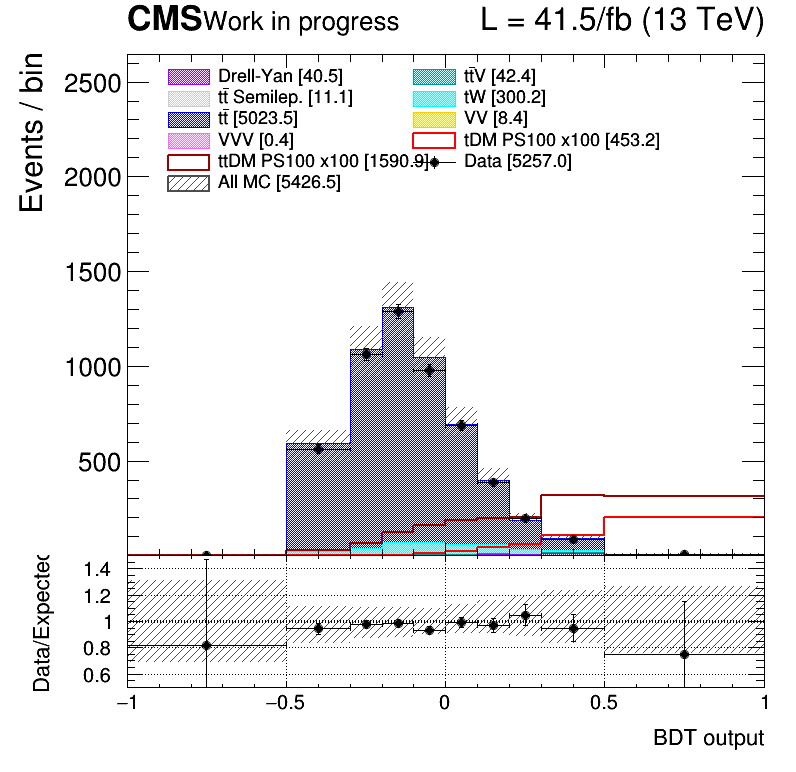 CMS Work in progress L = 41.5/fb (13 TeV)
Events / bin
2500
2000
1500
1000
500
Drell-Yan [40.5] tt̄V [42.4]
tt̄ Semilep. [11.1] tW [300.2]
tt̄ [5023.5] VV [8.4]
VVV [0.4] tDM PS100 x100 [453.2]
ttDM PS100 x100 [1590.9] Data [5257.0]
All MC [5426.5]
Data/Expected
1.4
1.2
1
0.8
0.6
−1 −0.5 0 0.5 1
BDT output